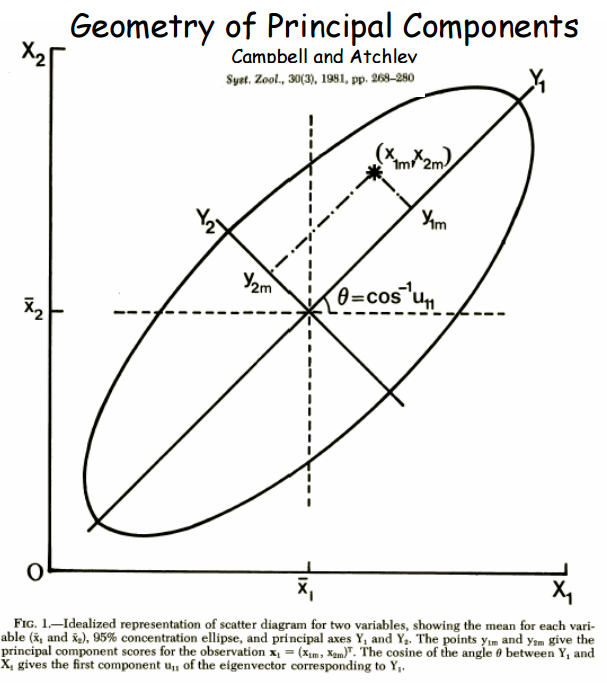 Geometry of Principal Components
Campbell and Atchley
Syst. Zool., 30(3), 1981, pp. 268–280
X₂
Y₁
(x₁ₘ,x₂ₘ)
Y₂
y₁ₘ
y₂ₘ
θ=cos⁻¹u₁₁
x̄₂
O
x̄₁
X₁
FIG. 1.—Idealized representation of scatter diagram for two variables, showing the mean for each vari-
able (x̄₁ and x̄₂), 95% concentration ellipse, and principal axes Y₁ and Y₂. The points y₁ₘ and y₂ₘ give the
principal component scores for the observation x₁ = (x₁ₘ, x₂ₘ)ᵀ. The cosine of the angle θ between Y₁ and
X₁ gives the first component u₁₁ of the eigenvector corresponding to Y₁.